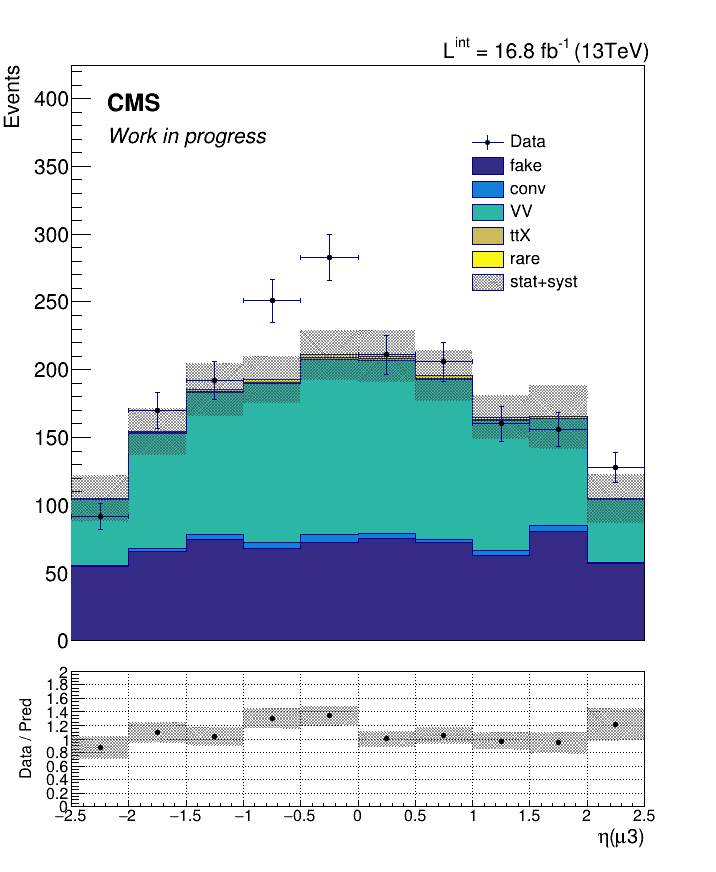 L^int = 16.8 fb^-1 (13TeV)
Events
400
350
300
250
200
150
100
50
0
CMS
Work in progress
Data
fake
conv
VV
ttX
rare
stat+syst
Data / Pred
2
1.8
1.6
1.4
1.2
1
0.8
0.6
0.4
0.2
0
−2.5 −2 −1.5 −1 −0.5 0 0.5 1 1.5 2 2.5
η(μ3)